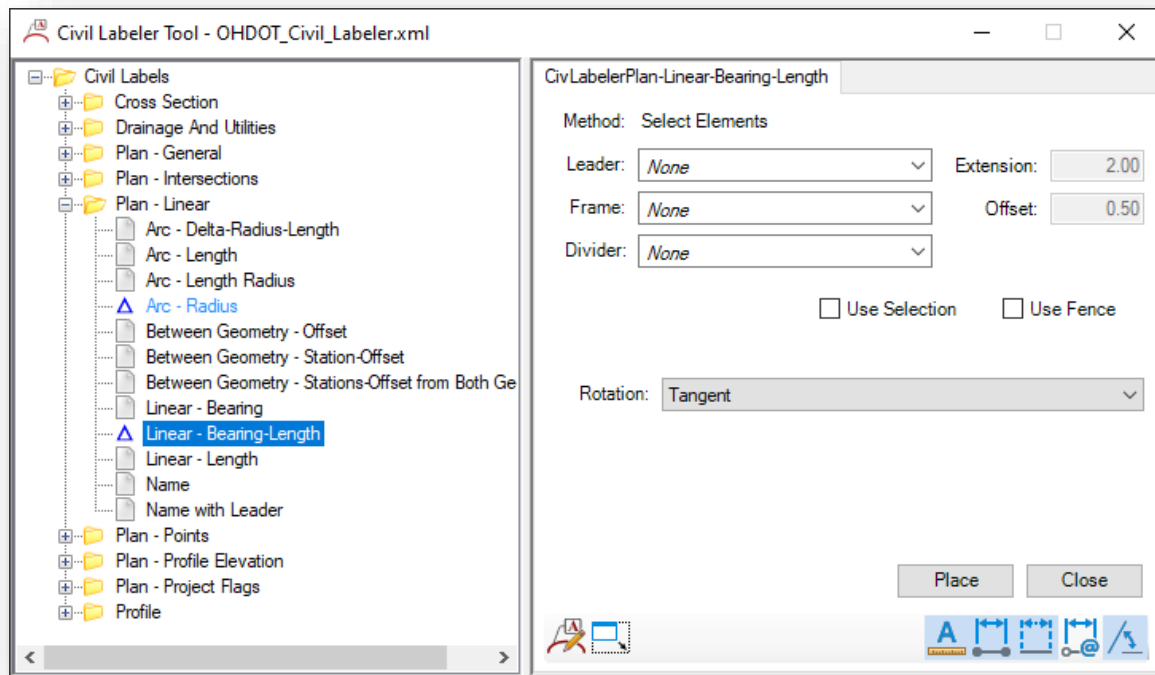 Civil Labeler Tool - OHDOT_Civil_Labeler.xml
Civil Labels
Cross Section
Drainage And Utilities
Plan - General
Plan - Intersections
Plan - Linear
Arc - Delta-Radius-Length
Arc - Length
Arc - Length Radius
Arc - Radius
Between Geometry - Offset
Between Geometry - Station-Offset
Between Geometry - Stations-Offset from Both Ge
Linear - Bearing
Linear - Bearing-Length
Linear - Length
Name
Name with Leader
Plan - Points
Plan - Profile Elevation
Plan - Project Flags
Profile
CivLabelerPlan-Linear-Bearing-Length
Method: Select Elements
Leader: None Extension: 2.00
Frame: None Offset: 0.50
Divider: None
Use Selection Use Fence
Rotation: Tangent
Place Close